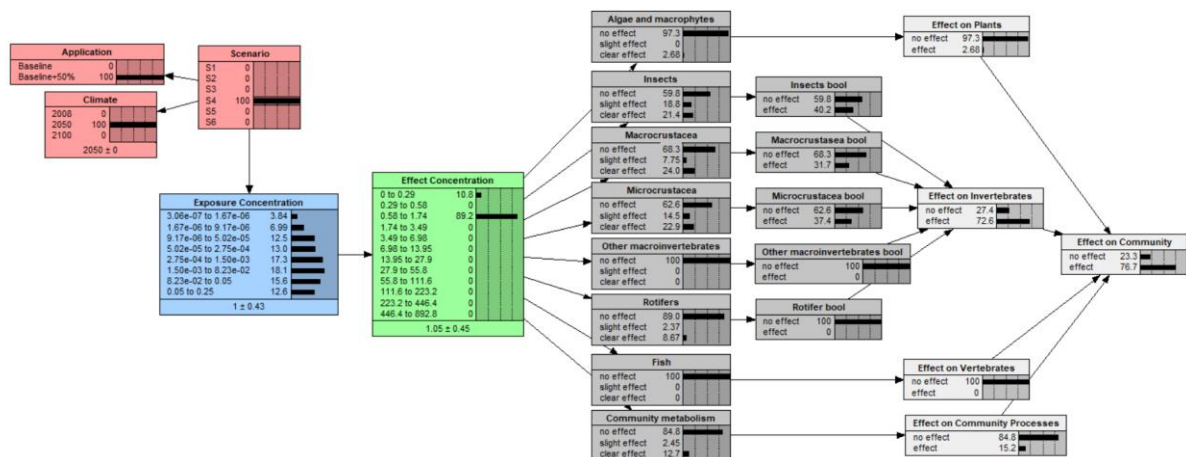 Application
Baseline 0
Baseline+50% 100
Climate
2008 0
2050 100
2100 0
2050 ± 0
Scenario
S1 0
S2 0
S3 0
S4 100
S5 0
S6 0
Exposure Concentration
3.06e-07 to 1.67e-06 3.84
1.67e-06 to 9.17e-06 6.99
9.17e-06 to 5.02e-05 12.5
5.02e-05 to 2.75e-04 13.0
2.75e-04 to 1.50e-03 17.3
1.50e-03 to 8.23e-02 18.1
8.23e-02 to 0.05 15.6
0.05 to 0.25 12.6
1 ± 0.43
Effect Concentration
0 to 0.29 10.8
0.29 to 0.58 0
0.58 to 1.74 89.2
1.74 to 3.49 0
3.49 to 6.98 0
6.98 to 13.95 0
13.95 to 27.9 0
27.9 to 55.8 0
55.8 to 111.6 0
111.6 to 223.2 0
223.2 to 446.4 0
446.4 to 892.8 0
1.05 ± 0.45
Algae and macrophytes
no effect 97.3
slight effect 0
clear effect 2.68
Insects
no effect 59.8
slight effect 18.8
clear effect 21.4
Macrocrustacea
no effect 68.3
slight effect 7.75
clear effect 24.0
Microcrustacea
no effect 62.6
slight effect 14.5
clear effect 22.9
Other macroinvertebrates
no effect 100
slight effect 0
clear effect 0
Rotifers
no effect 89.0
slight effect 2.37
clear effect 8.67
Fish
no effect 100
slight effect 0
clear effect 0
Community metabolism
no effect 84.8
slight effect 2.45
clear effect 12.7
Insects bool
no effect 59.8
effect 40.2
Macrocrustasea bool
no effect 68.3
effect 31.7
Microcrustacea bool
no effect 62.6
effect 37.4
Other macroinvertebrates bool
no effect 100
effect 0
Rotifer bool
no effect 100
effect 0
Effect on Plants
no effect 97.3
effect 2.68
Effect on Invertebrates
no effect 27.4
effect 72.6
Effect on Vertebrates
no effect 100
effect 0
Effect on Community Processes
no effect 84.8
effect 15.2
Effect on Community
no effect 23.3
effect 76.7